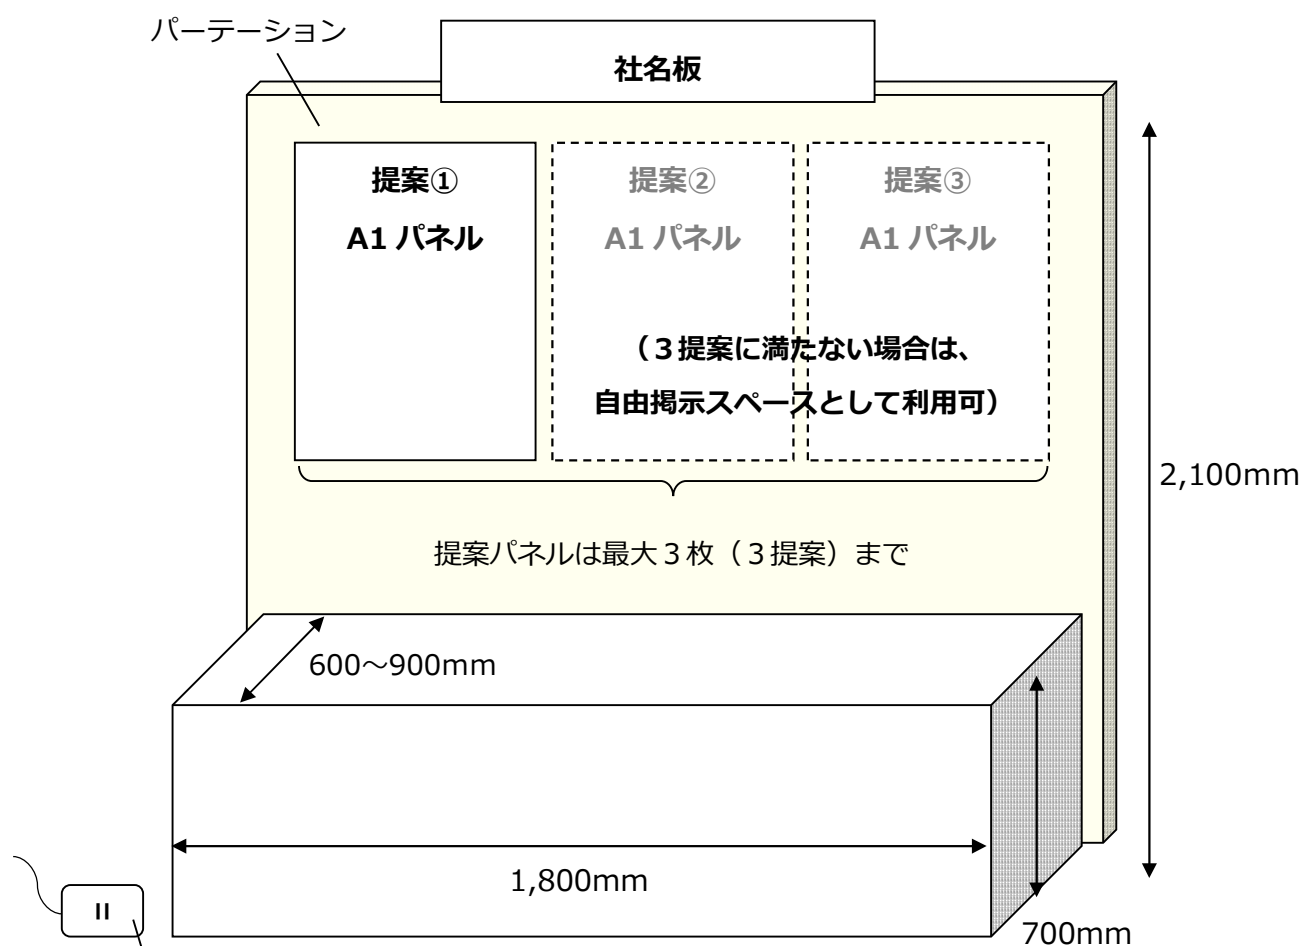 パーテーション
社名板
提案①
A1 パネル
提案②
A1 パネル
提案③
A1 パネル
（３提案に満たない場合は、
自由掲示スペースとして利用可）
2,100mm
提案パネルは最大３枚（３提案）まで
600～900mm
1,800mm
700mm